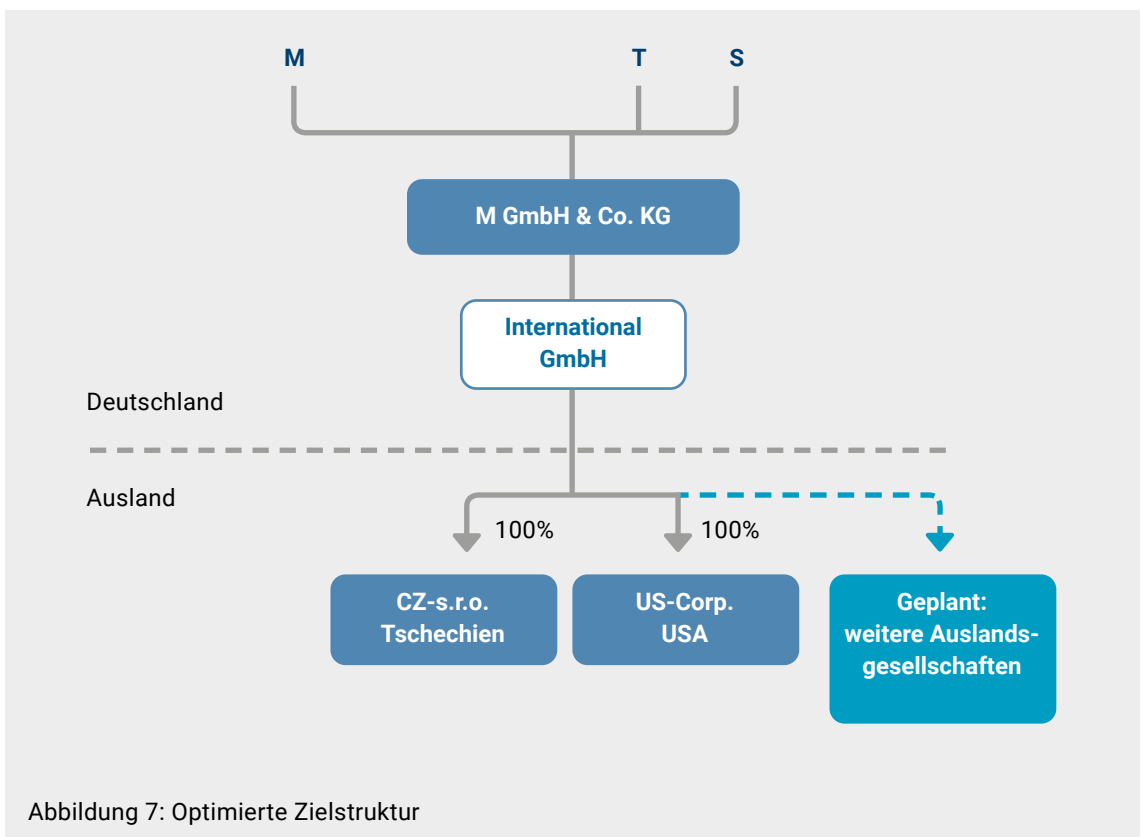 M
T
S
M GmbH & Co. KG
International
GmbH
Deutschland
Ausland
100%
100%
CZ-s.r.o.
Tschechien
US-Corp.
USA
Geplant:
weitere Auslands-
gesellschaften
Abbildung 7: Optimierte Zielstruktur